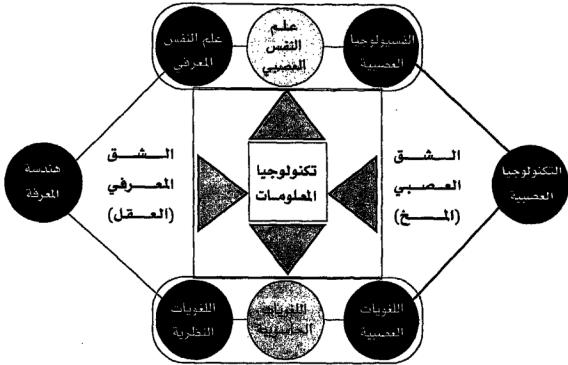 الفسيولوجيا
العصبية
علم
النفس
العصبي
علم النفس
المعرفي
التكنولوجيا
العصبية
الشق
العصبي
(المخ)
تكنولوجيا
المعلومات
الشق
المعرفي
(العقل)
هندسة
المعرفة
اللغويات
العصبية
اللغويات
الحاسوبية
اللغويات
النظرية